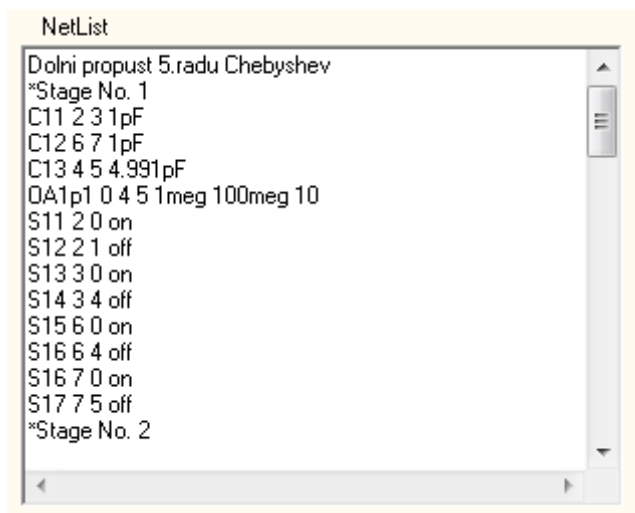 NetList
Dolni propust 5.radu Chebyshev
*Stage No. 1
C11 2 3 1pF
C12 6 7 1pF
C13 4 5 4.991pF
OA1p1 0 4 5 1meg 100meg 10
S11 2 0 on
S12 2 1 off
S13 3 0 on
S14 3 4 off
S15 6 0 on
S16 6 4 off
S16 7 0 on
S17 7 5 off
*Stage No. 2